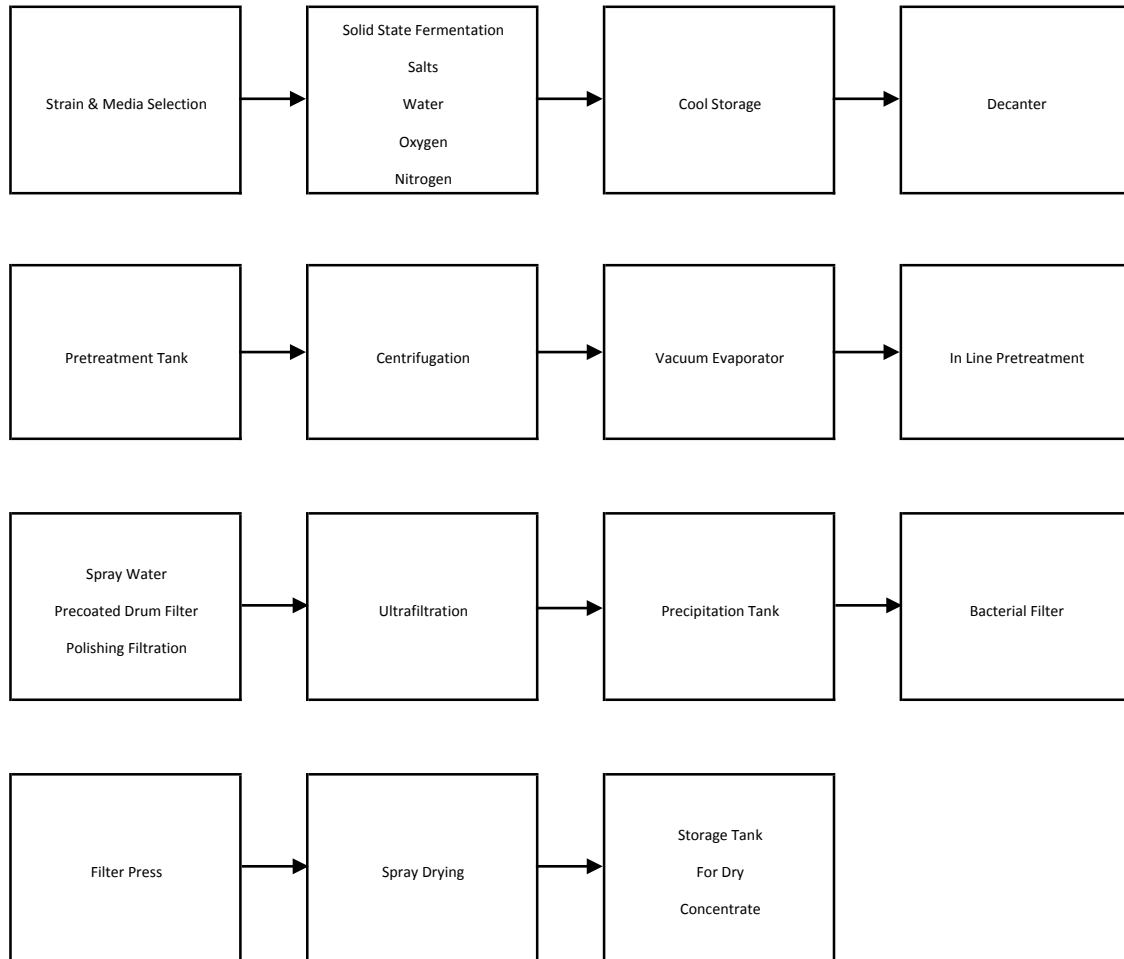 Strain & Media Selection
Solid State Fermentation
Salts
Water
Oxygen
Nitrogen
Cool Storage
Decanter
Pretreatment Tank
Centrifugation
Vacuum Evaporator
In Line Pretreatment
Spray Water
Precoated Drum Filter
Polishing Filtration
Ultrafiltration
Precipitation Tank
Bacterial Filter
Filter Press
Spray Drying
Storage Tank
For Dry
Concentrate